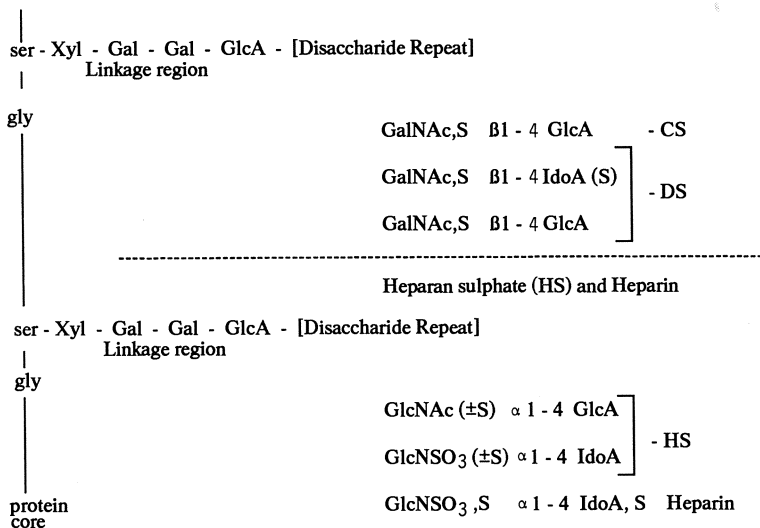 ser - Xyl - Gal - Gal - GlcA - [Disaccharide Repeat]
Linkage region
gly
GalNAc,S ß1 - 4 GlcA - CS
GalNAc,S ß1 - 4 IdoA (S)
- DS
GalNAc,S ß1 - 4 GlcA
Heparan sulphate (HS) and Heparin
ser - Xyl - Gal - Gal - GlcA - [Disaccharide Repeat]
Linkage region
gly
GlcNAc (±S) α 1 - 4 GlcA
- HS
GlcNSO3 (±S) α 1 - 4 IdoA
protein
core
GlcNSO3 ,S α 1 - 4 IdoA, S Heparin